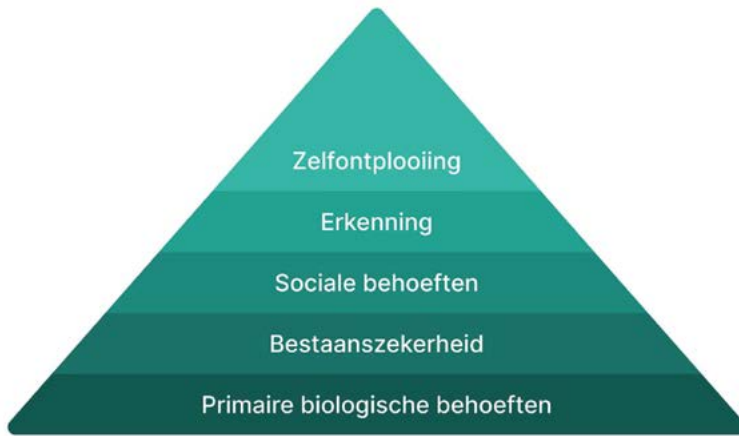 Zelfontplooiing
Erkenning
Sociale behoeften
Bestaanszekerheid
Primaire biologische behoeften